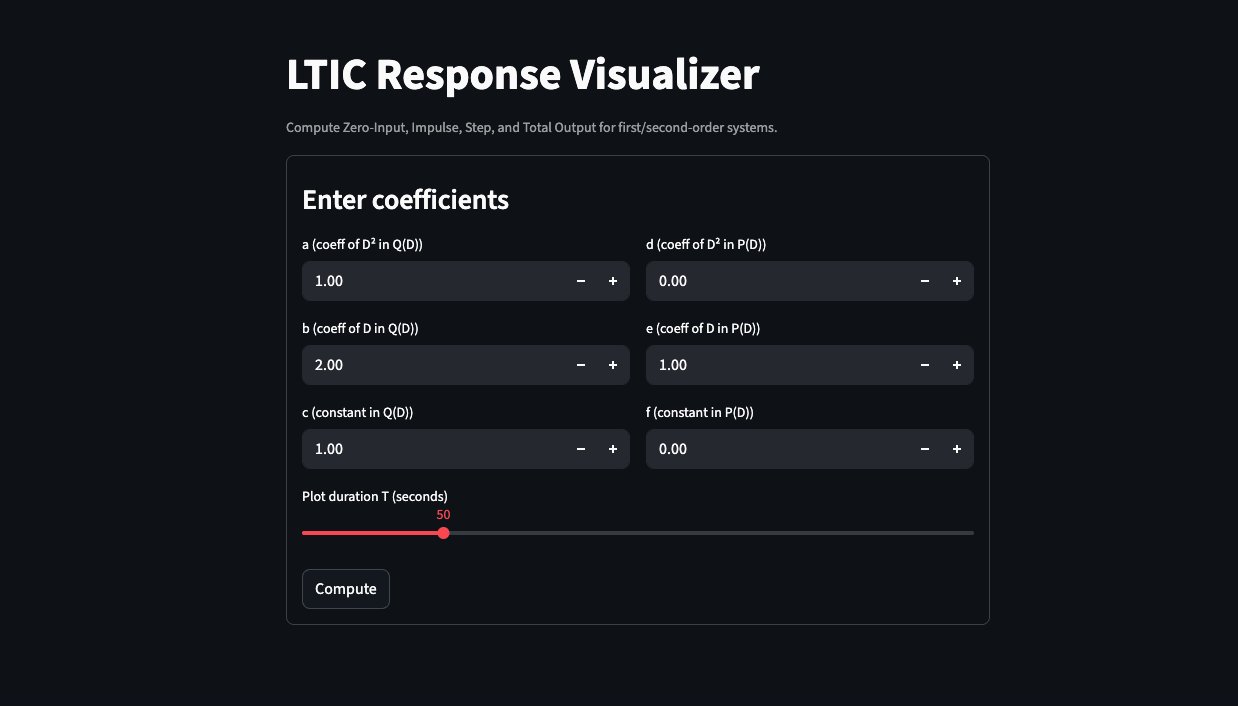 LTIC Response Visualizer
Compute Zero-Input, Impulse, Step, and Total Output for first/second-order systems.
Enter coefficients
a (coeff of D² in Q(D))
1.00 − +
d (coeff of D² in P(D))
0.00 − +
b (coeff of D in Q(D))
2.00 − +
e (coeff of D in P(D))
1.00 − +
c (constant in Q(D))
1.00 − +
f (constant in P(D))
0.00 − +
Plot duration T (seconds)
50
Compute